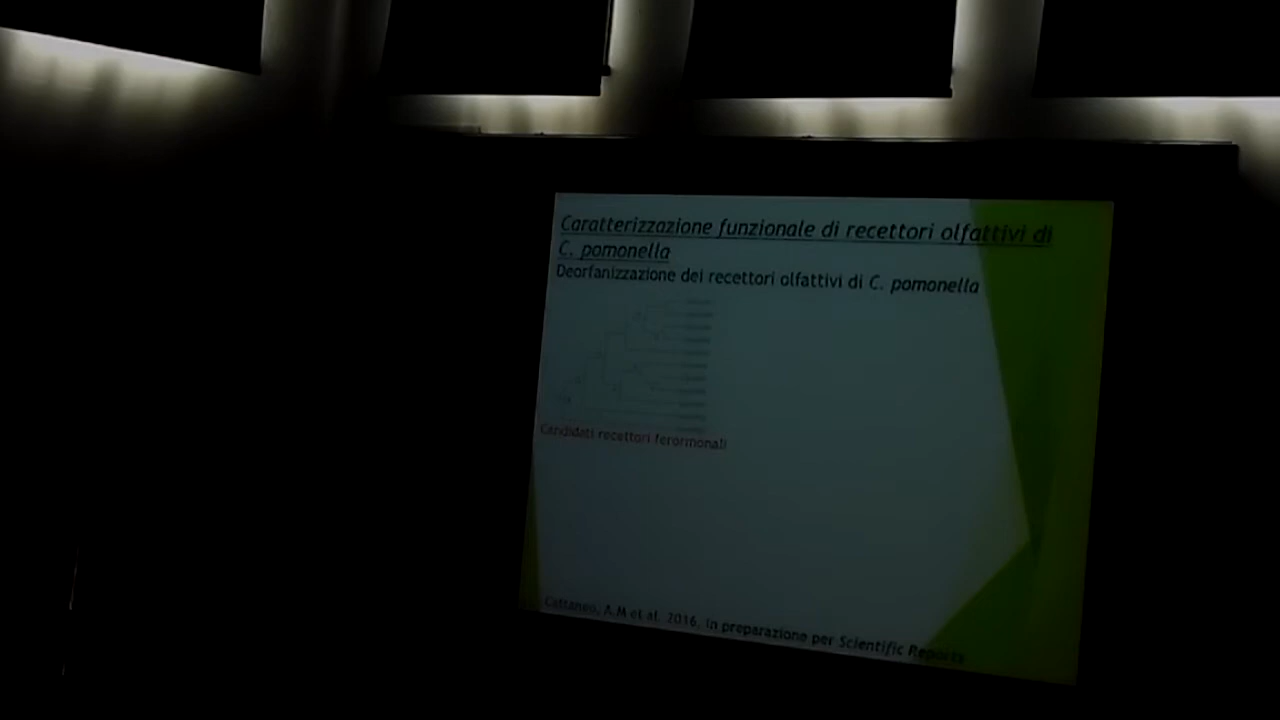 Caratterizzazione funzionale di recettori olfattivi di
C. pomonella
Deorfanizzazione dei recettori olfattivi di C. pomonella
Candidati recettori ferormonali
Cattaneo, A.M et al. 2016, in preparazione per Scientific Reports